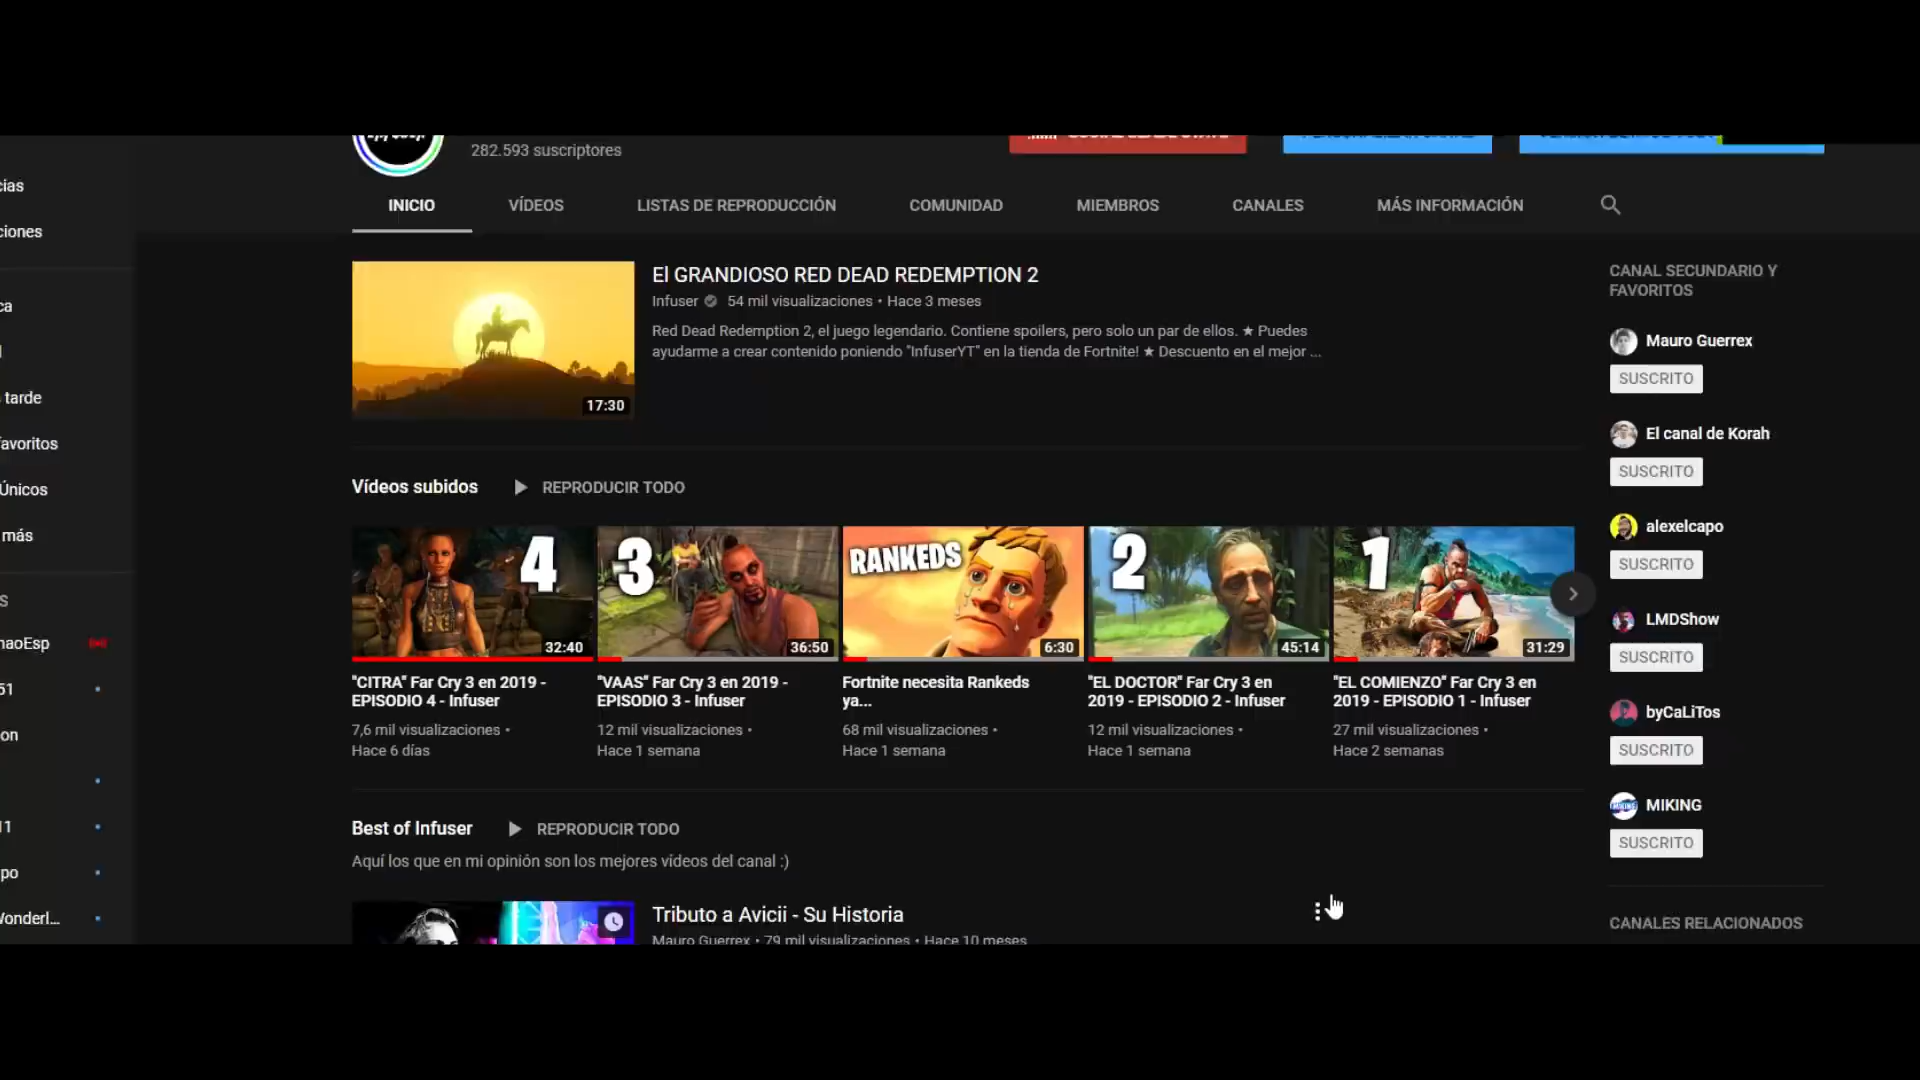 282.593 suscriptores
cias
ciones
ca
tarde
avoritos
Únicos
más
S
naoEsp
51
on
11
po
Wonderl...
INICIO
VÍDEOS
LISTAS DE REPRODUCCIÓN
COMUNIDAD
MIEMBROS
CANALES
MÁS INFORMACIÓN
17:30
El GRANDIOSO RED DEAD REDEMPTION 2
Infuser 54 mil visualizaciones • Hace 3 meses
Red Dead Redemption 2, el juego legendario. Contiene spoilers, pero solo un par de ellos. ★ Puedes
ayudarme a crear contenido poniendo "InfuserYT" en la tienda de Fortnite! ★ Descuento en el mejor ...
Vídeos subidos
REPRODUCIR TODO
4
32:40
"CITRA" Far Cry 3 en 2019 -
EPISODIO 4 - Infuser
7,6 mil visualizaciones •
Hace 6 días
3
36:50
"VAAS" Far Cry 3 en 2019 -
EPISODIO 3 - Infuser
12 mil visualizaciones •
Hace 1 semana
RANKEDS
6:30
Fortnite necesita Rankeds
ya...
68 mil visualizaciones •
Hace 1 semana
2
45:14
"EL DOCTOR" Far Cry 3 en
2019 - EPISODIO 2 - Infuser
12 mil visualizaciones •
Hace 1 semana
1
31:29
"EL COMIENZO" Far Cry 3 en
2019 - EPISODIO 1 - Infuser
27 mil visualizaciones •
Hace 2 semanas
Best of Infuser
REPRODUCIR TODO
Aquí los que en mi opinión son los mejores vídeos del canal :)
Tributo a Avicii - Su Historia
Mauro Guerrex • 79 mil visualizaciones • Hace 10 meses
CANAL SECUNDARIO Y
FAVORITOS
Mauro Guerrex
SUSCRITO
El canal de Korah
SUSCRITO
alexelcapo
SUSCRITO
LMDShow
SUSCRITO
byCaLiTos
SUSCRITO
MIKING
SUSCRITO
CANALES RELACIONADOS